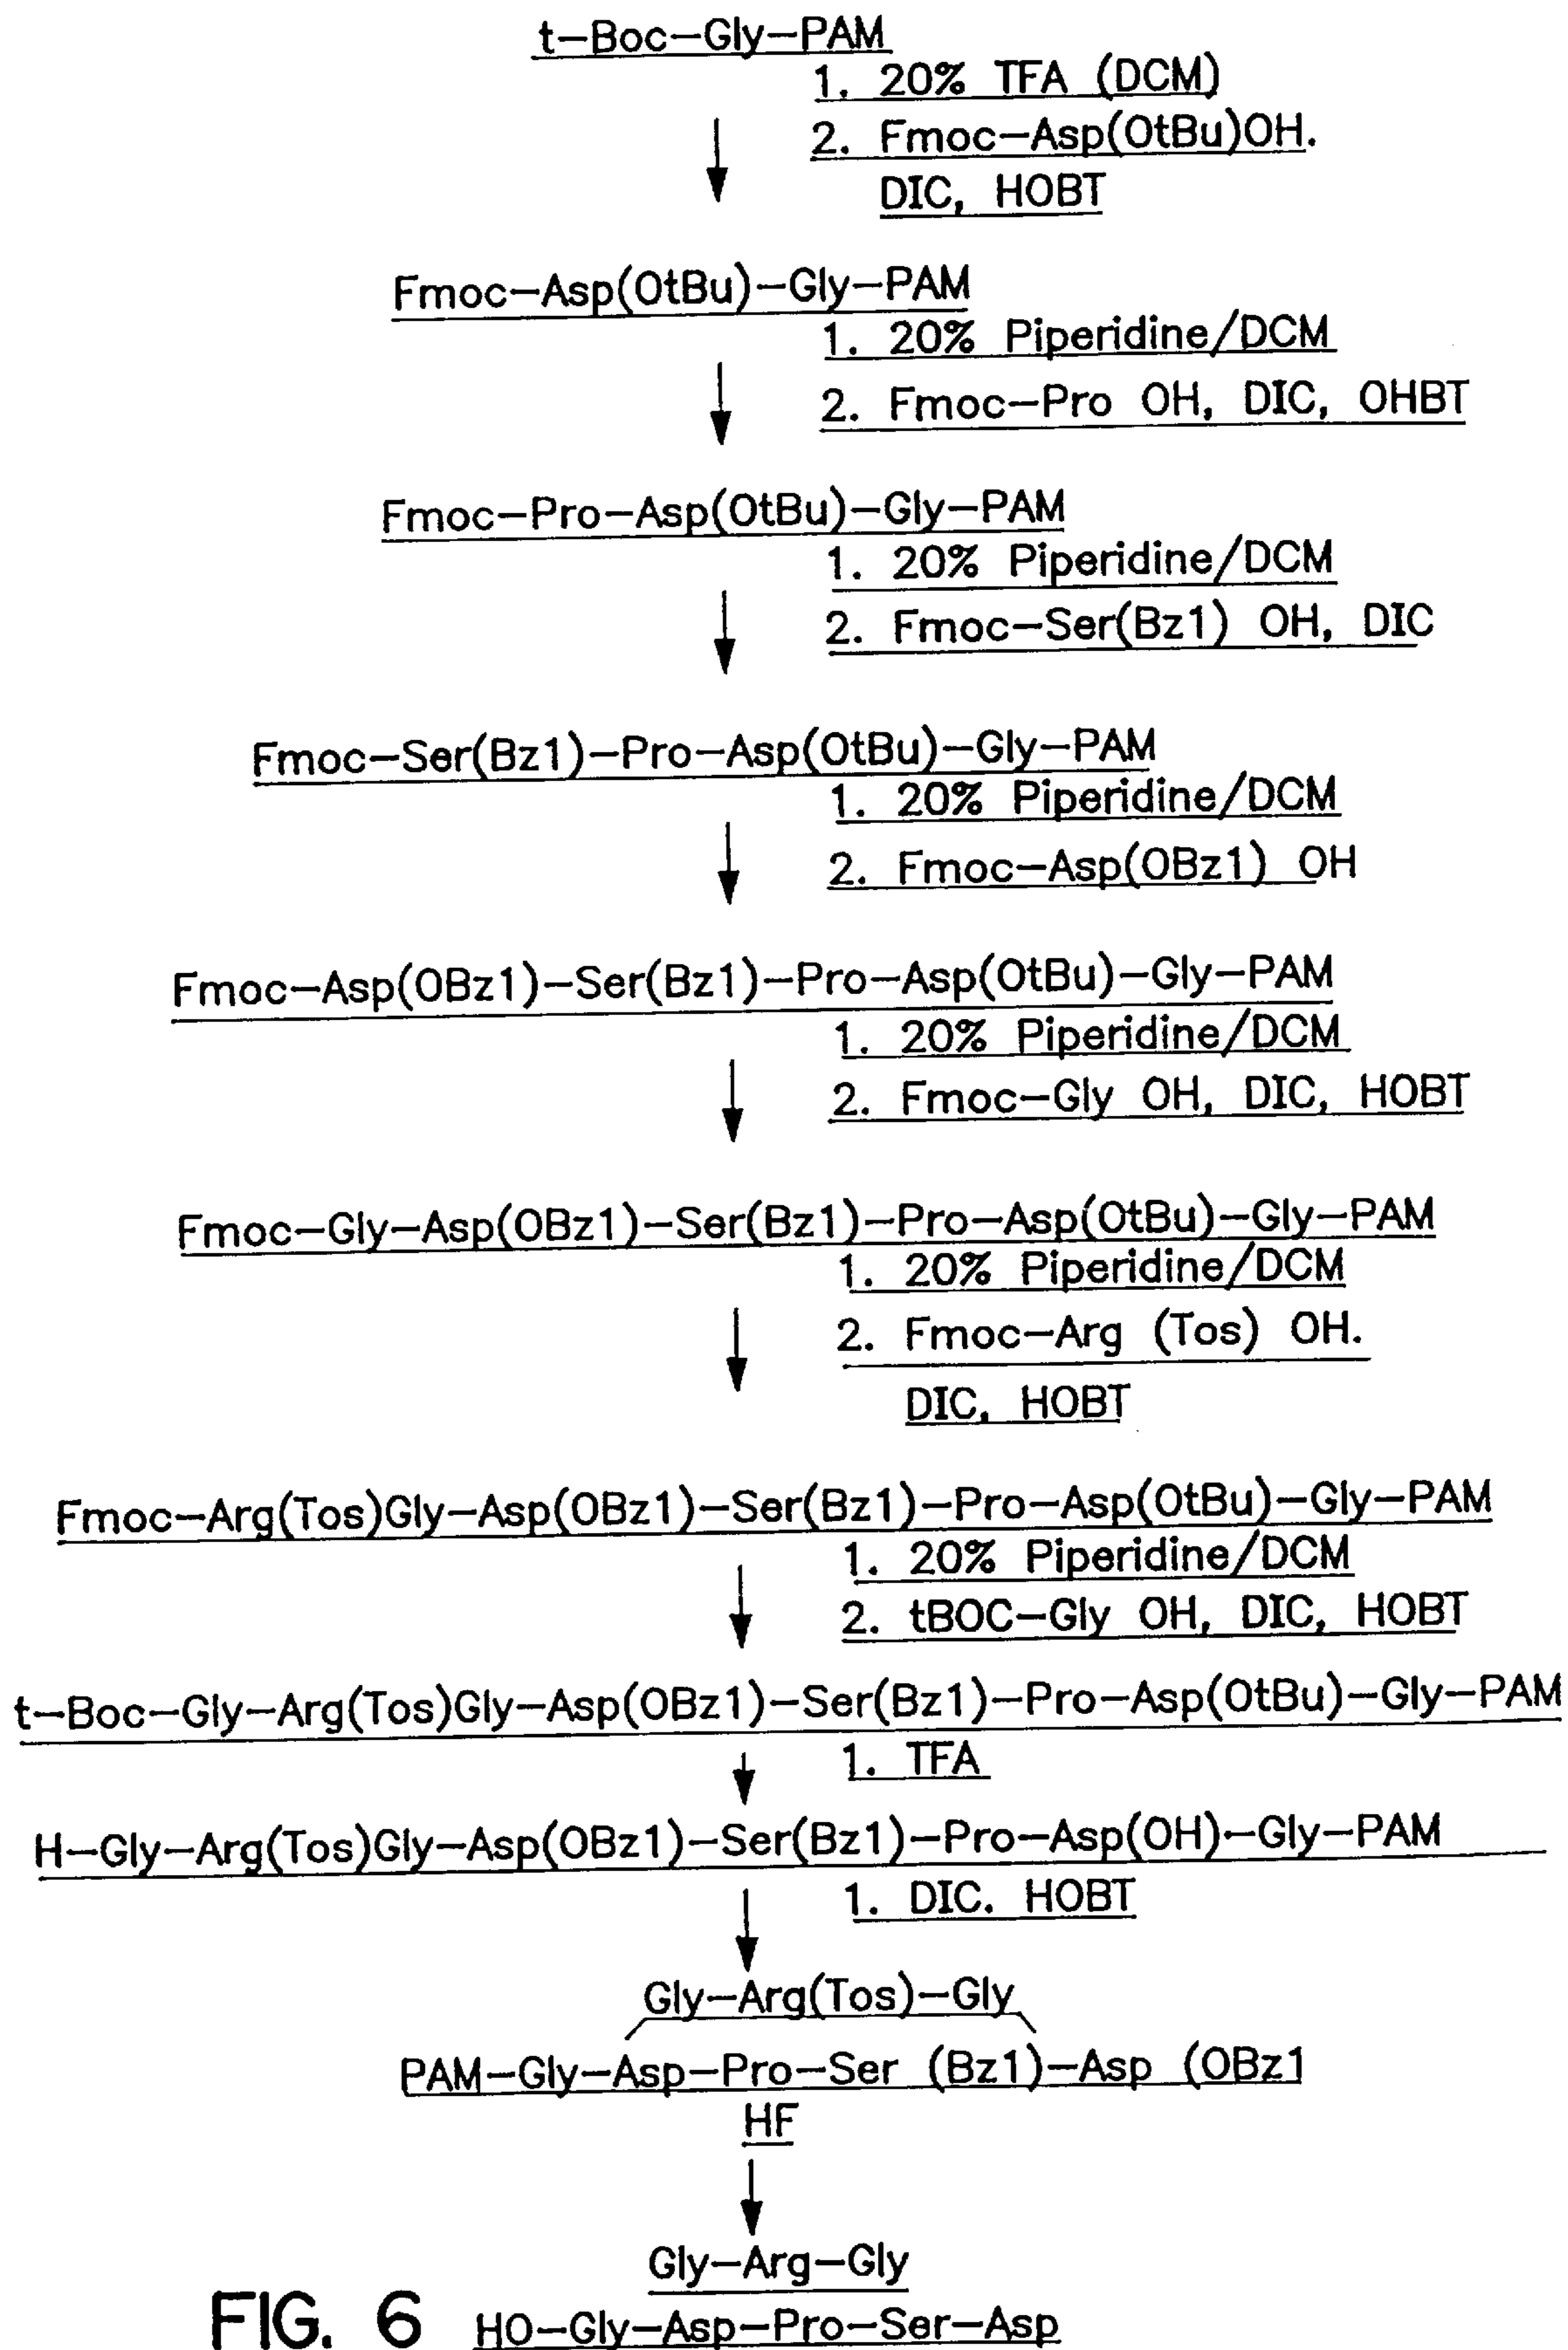 t-Boc-Gly-PAM
1. 20% TFA (DCM)
2. Fmoc-Asp(OtBu)OH.
DIC, HOBT
Fmoc-Asp(OtBu)-Gly-PAM
1. 20% Piperidine/DCM
2. Fmoc-Pro OH, DIC, OHBT
Fmoc-Pro-Asp(OtBu)-Gly-PAM
1. 20% Piperidine/DCM
2. Fmoc-Ser(Bz1) OH, DIC
Fmoc-Ser(Bz1)-Pro-Asp(OtBu)-Gly-PAM
1. 20% Piperidine/DCM
2. Fmoc-Asp(OBz1) OH
Fmoc-Asp(OBz1)-Ser(Bz1)-Pro-Asp(OtBu)-Gly-PAM
1. 20% Piperidine/DCM
2. Fmoc-Gly OH, DIC, HOBT
Fmoc-Gly-Asp(OBz1)-Ser(Bz1)-Pro-Asp(OtBu)-Gly-PAM
1. 20% Piperidine/DCM
2. Fmoc-Arg (Tos) OH.
DIC, HOBT
Fmoc-Arg(Tos)Gly-Asp(OBz1)-Ser(Bz1)-Pro-Asp(OtBu)-Gly-PAM
1. 20% Piperidine/DCM
2. tBOC-Gly OH, DIC, HOBT
t-Boc-Gly-Arg(Tos)Gly-Asp(OBz1)-Ser(Bz1)-Pro-Asp(OtBu)-Gly-PAM
1. TFA
H-Gly-Arg(Tos)Gly-Asp(OBz1)-Ser(Bz1)-Pro-Asp(OH)-Gly-PAM
1. DIC. HOBT
Gly-Arg(Tos)-Gly
PAM-Gly-Asp-Pro-Ser (Bz1)-Asp (OBz1
HF
Gly-Arg-Gly
HO-Gly-Asp-Pro-Ser-Asp
FIG. 6